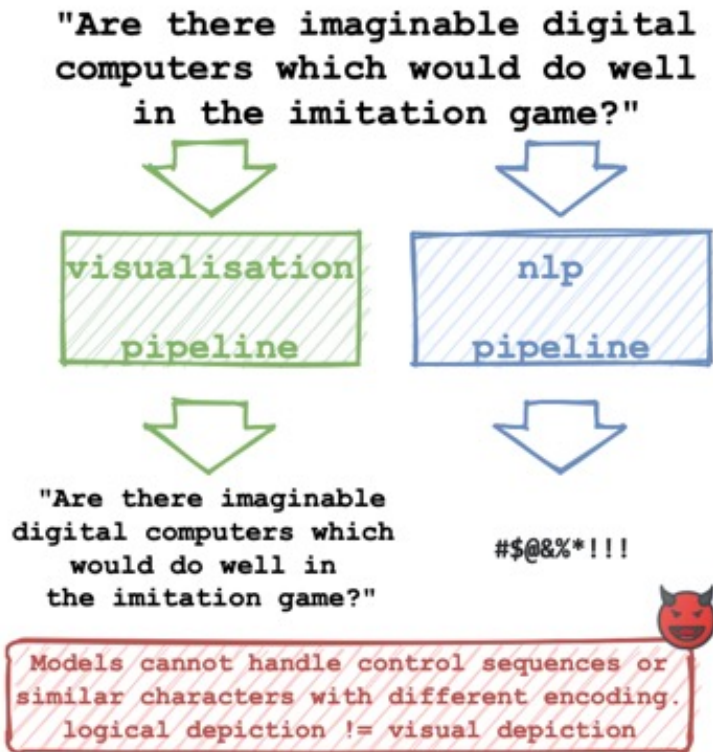 "Are there imaginable digital
computers which would do well
in the imitation game?"
visualisation
pipeline
nlp
pipeline
"Are there imaginable
digital computers which
would do well in
the imitation game?"
#$@&%*!!!
Models cannot handle control sequences or
similar characters with different encoding.
logical depiction != visual depiction